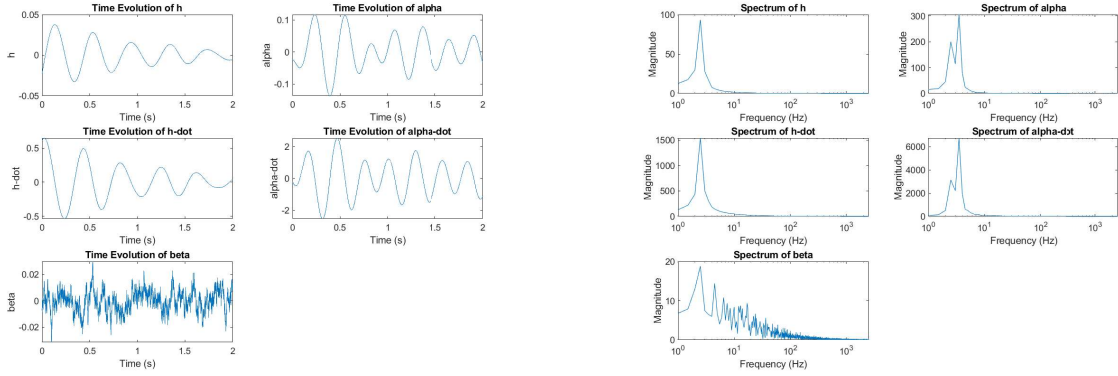 Time Evolution of h
0.05
0
-0.05
h
0 0.5 1 1.5 2
Time (s)
Time Evolution of alpha
0.1
0
-0.1
alpha
0 0.5 1 1.5 2
Time (s)
Time Evolution of h-dot
0.5
0
-0.5
h-dot
0 0.5 1 1.5 2
Time (s)
Time Evolution of alpha-dot
2
0
-2
alpha-dot
0 0.5 1 1.5 2
Time (s)
Time Evolution of beta
0.02
0
-0.02
beta
0 0.5 1 1.5 2
Time (s)
Spectrum of h
100
50
0
Magnitude
10^0 10^1 10^2 10^3
Frequency (Hz)
Spectrum of alpha
300
200
100
0
Magnitude
10^0 10^1 10^2 10^3
Frequency (Hz)
Spectrum of h-dot
1500
1000
500
0
Magnitude
10^0 10^1 10^2 10^3
Frequency (Hz)
Spectrum of alpha-dot
6000
4000
2000
0
Magnitude
10^0 10^1 10^2 10^3
Frequency (Hz)
Spectrum of beta
20
10
0
Magnitude
10^0 10^1 10^2 10^3
Frequency (Hz)